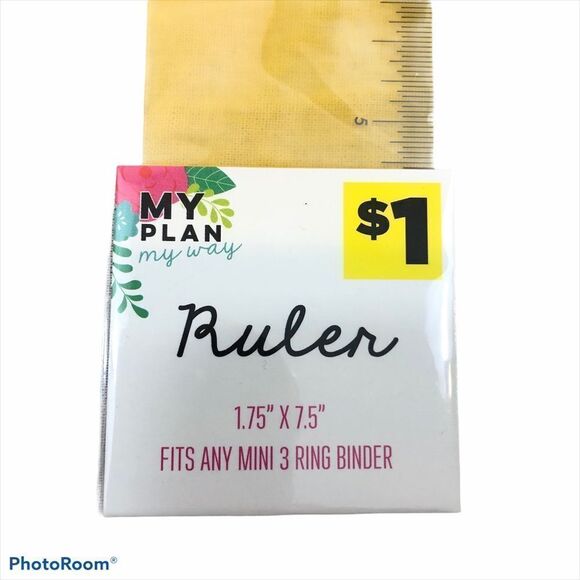 5
MY
PLAN
my way
$1
Ruler
1.75" X 7.5"
FITS ANY MINI 3 RING BINDER
PhotoRoom®